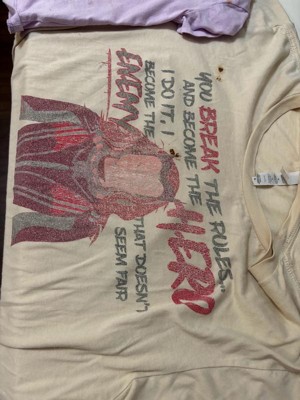 YOU BREAK THE RULES...
AND BECOME THE
HERO
I DO IT, I
BECOME THE
ENEMY
THAT DOESN'T
SEEM FAIR